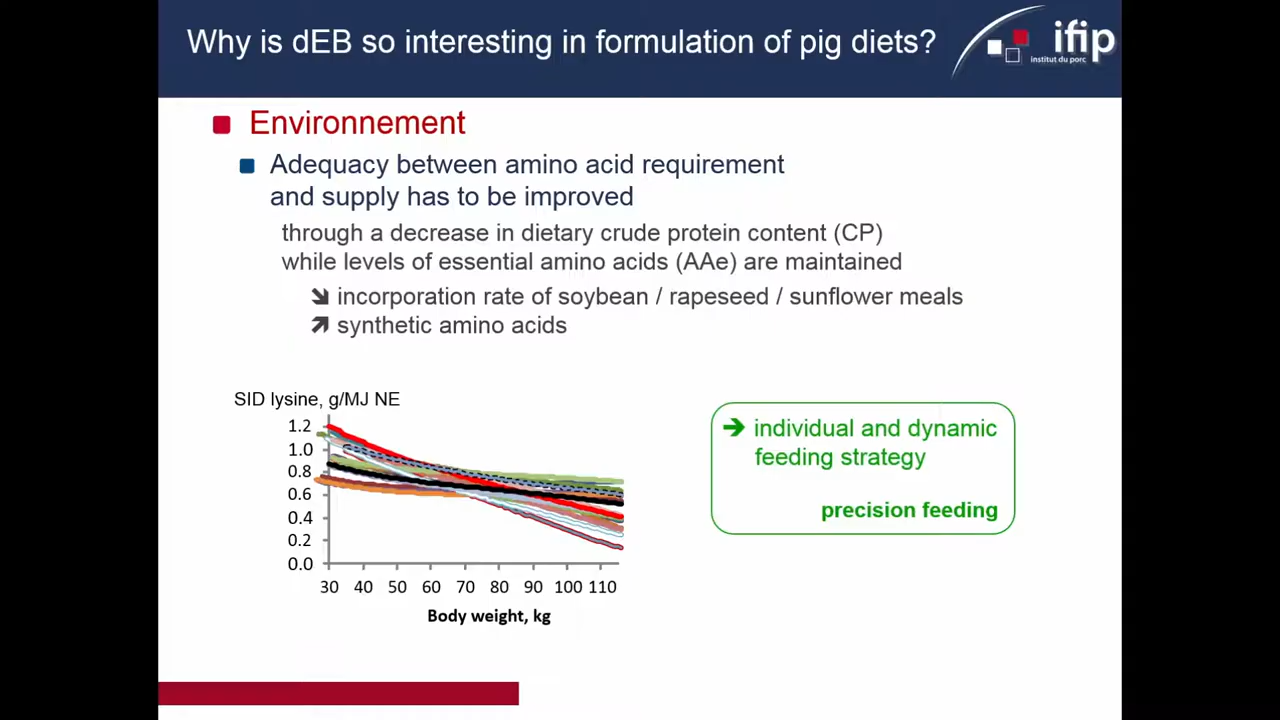 Why is dEB so interesting in formulation of pig diets?
ifip
institut du porc
Environnement
Adequacy between amino acid requirement
and supply has to be improved
through a decrease in dietary crude protein content (CP)
while levels of essential amino acids (AAe) are maintained
➘ incorporation rate of soybean / rapeseed / sunflower meals
➚ synthetic amino acids
SID lysine, g/MJ NE
1.2
1.0
0.8
0.6
0.4
0.2
0.0
30 40 50 60 70 80 90 100 110
Body weight, kg
➔ individual and dynamic
feeding strategy
precision feeding